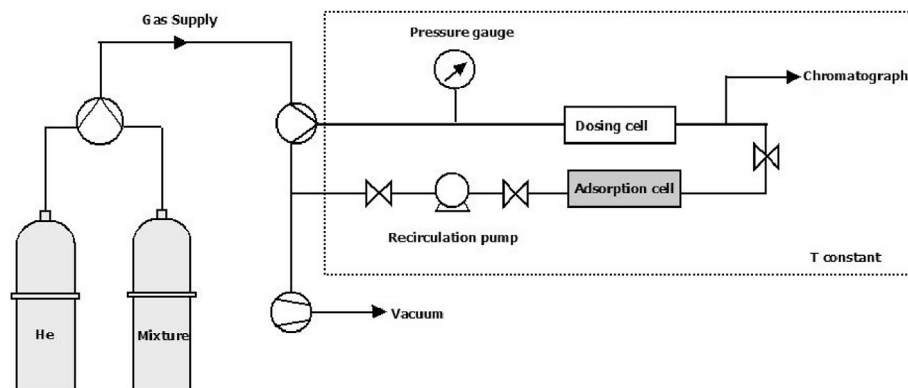 Gas Supply
Pressure gauge
Chromatograph
Dosing cell
Adsorption cell
Recirculation pump
T constant
He
Mixture
Vacuum